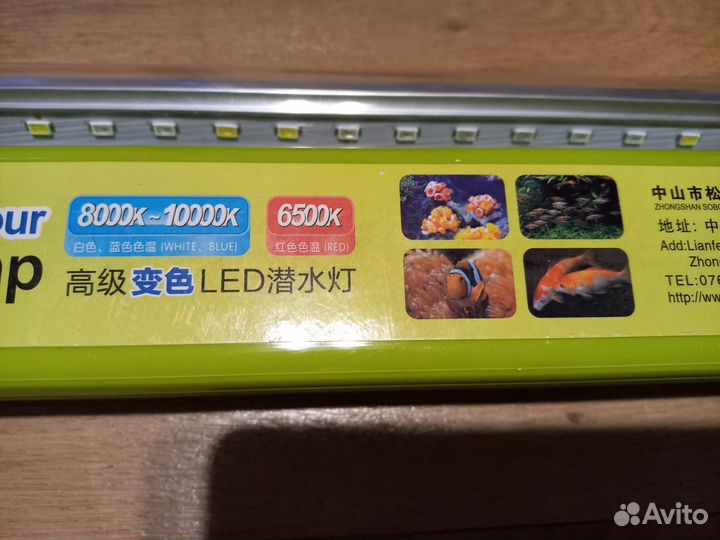 our
mp
8000K~10000K
白色、蓝色色温 (WHITE、BLUE)
6500K
红色色温 (RED)
高级变色LED潜水灯
中山市松
ZHONGSHAN SOBO
地址: 中
Add:Lianfe
Zhong
TEL:076
http://ww
Avito